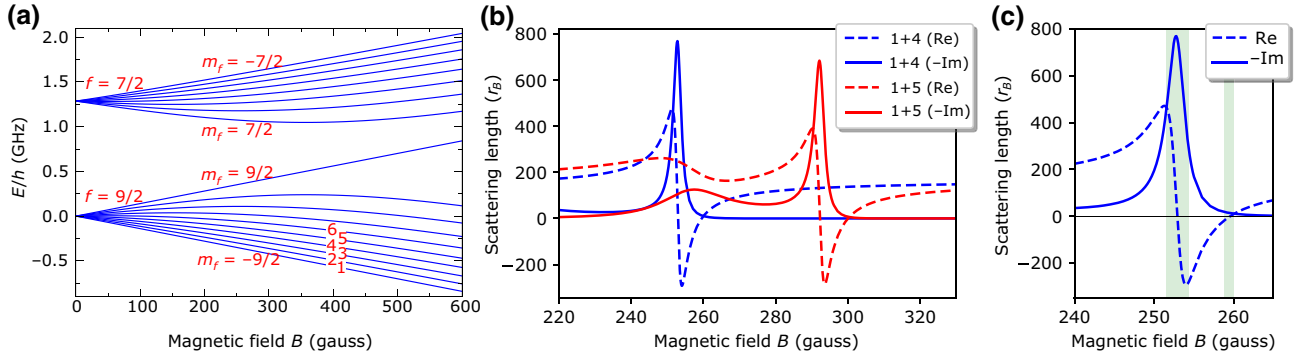 (a)
2.0
1.5
1.0
0.5
0.0
−0.5
E/h (GHz)
m_f = −7/2
f = 7/2
m_f = 7/2
m_f = 9/2
f = 9/2
6
5
4
3
2
1
m_f = −9/2
0 100 200 300 400 500 600
Magnetic field B (gauss)
(b)
800
600
400
200
0
−200
Scattering length (r_B)
1+4 (Re)
1+4 (-Im)
1+5 (Re)
1+5 (-Im)
220 240 260 280 300 320
Magnetic field B (gauss)
(c)
800
600
400
200
0
−200
Scattering length (r_B)
Re
−Im
240 250 260
Magnetic field B (gauss)